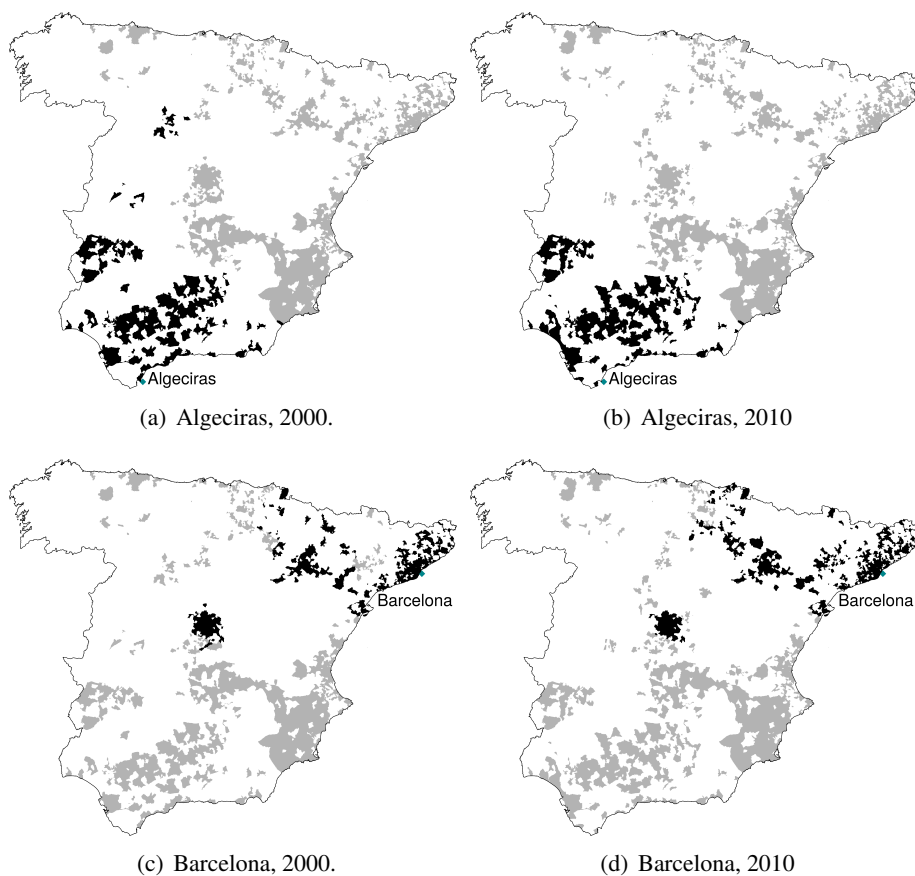 Algeciras
Algeciras
(a) Algeciras, 2000.
(b) Algeciras, 2010
Barcelona
Barcelona
(c) Barcelona, 2000.
(d) Barcelona, 2010